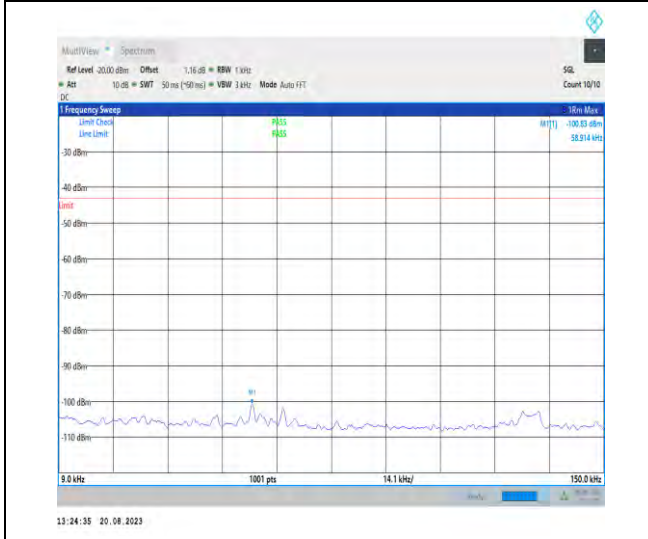 MultiView Spectrum
Ref Level -20.00 dBm Offset 1.16 dB RBW 1 kHz SGL
Att 10 dB SWT 50 ms (~60 ms) VBW 3 kHz Mode Auto FFT Count 10/10
DC
1 Frequency Sweep 1Rm Max
Limit Check PASS M1[1] -100.83 dBm
Line Limit PASS 58.914 kHz
-30 dBm
-40 dBm
Limit
-50 dBm
-60 dBm
-70 dBm
-80 dBm
-90 dBm
M1
-100 dBm
-110 dBm
9.0 kHz 1001 pts 14.1 kHz/ 150.0 kHz
13:24:35 20.08.2023